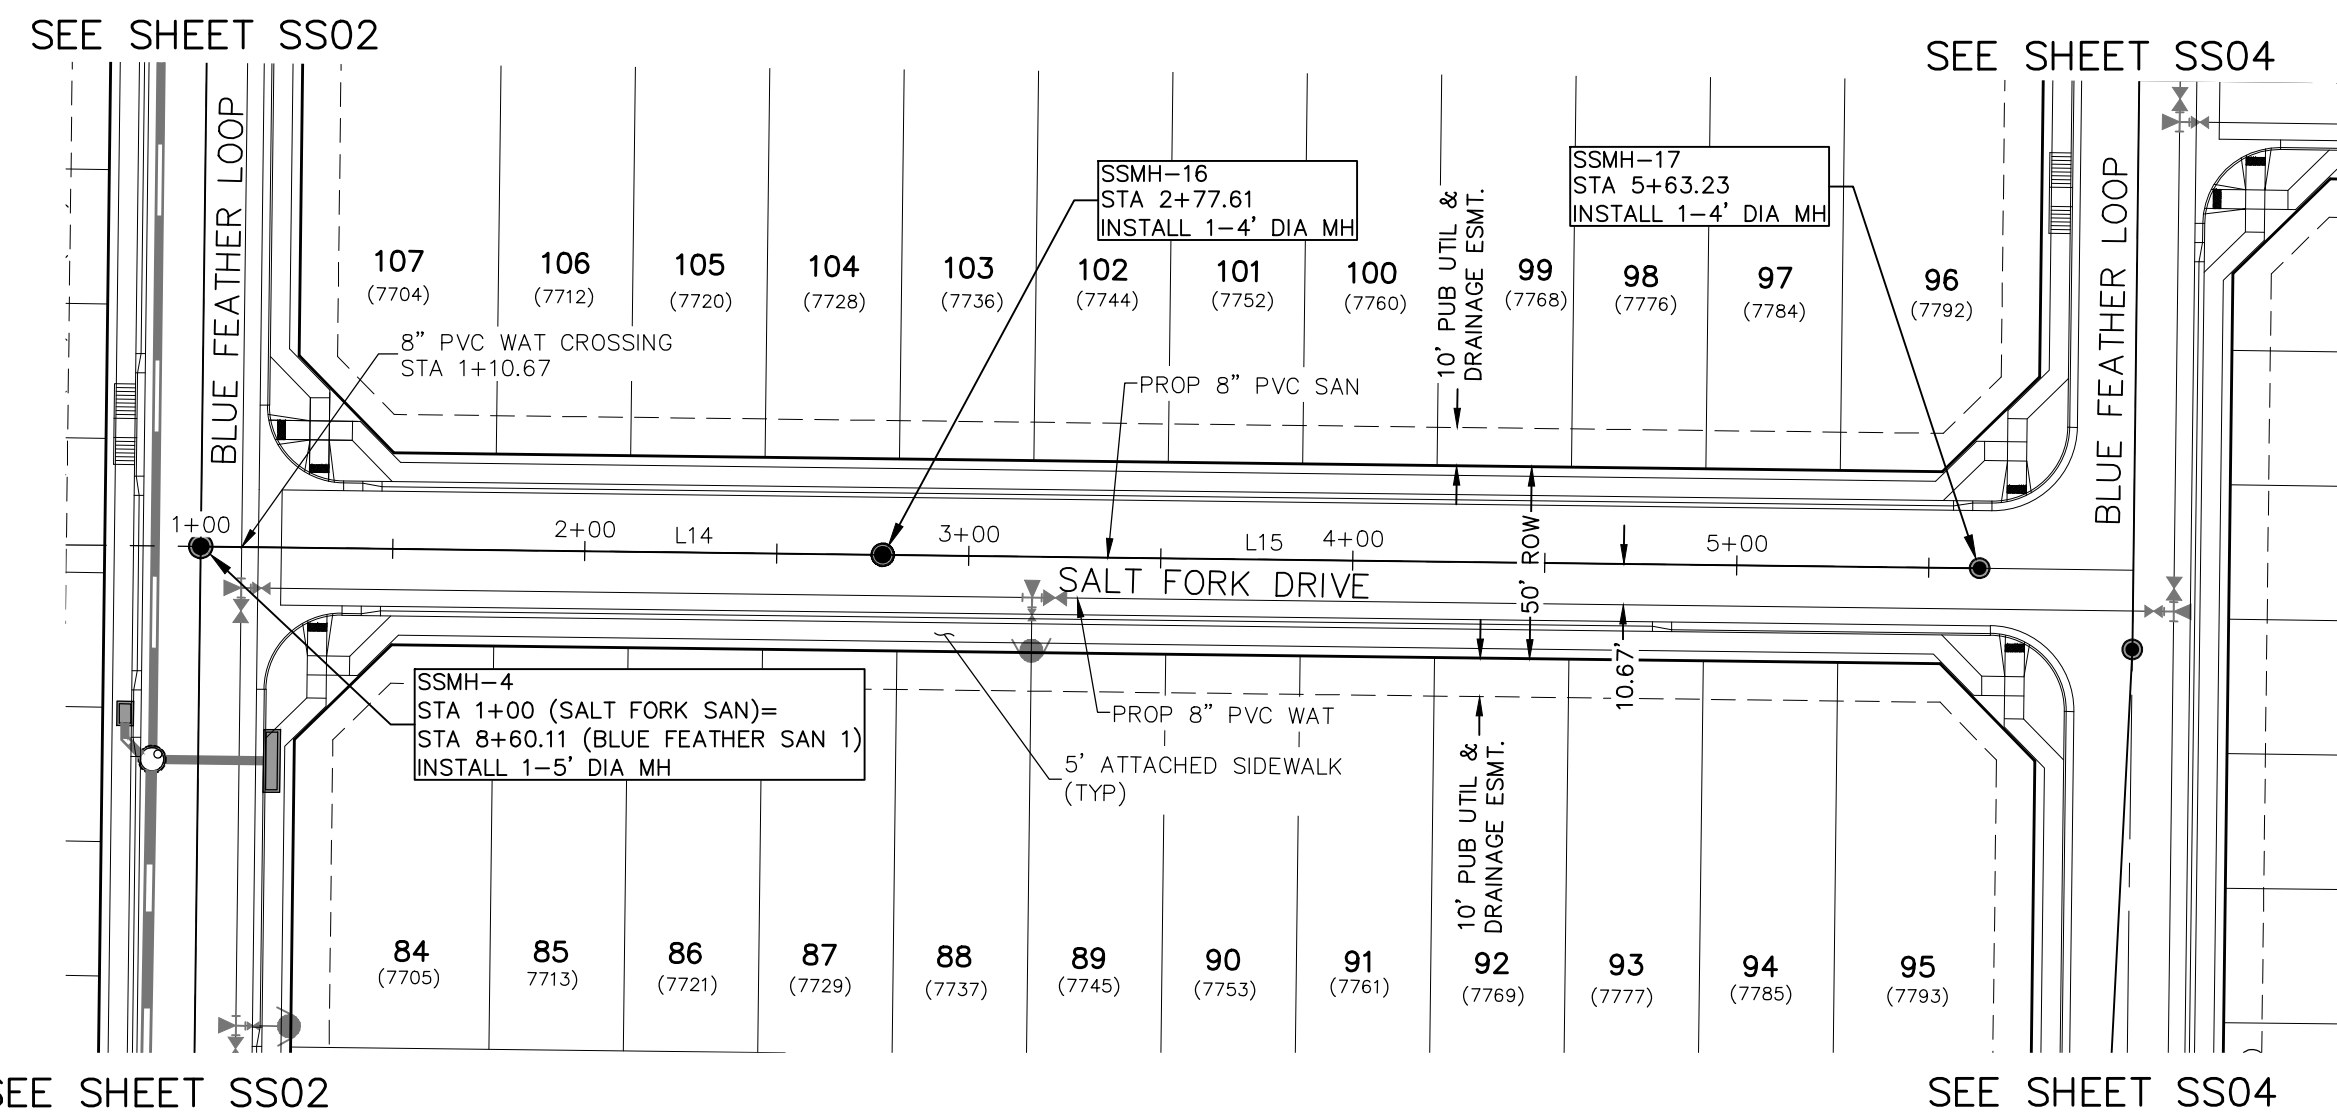 SEE SHEET SS02
SEE SHEET SS04
BLUE FEATHER LOOP
BLUE FEATHER LOOP
SSMH-16
STA 2+77.61
INSTALL 1-4' DIA MH
SSMH-17
STA 5+63.23
INSTALL 1-4' DIA MH
10' PUB UTIL &
DRAINAGE ESMT.
107
(7704)
106
(7712)
105
(7720)
104
(7728)
103
(7736)
102
(7744)
101
(7752)
100
(7760)
99
(7768)
98
(7776)
97
(7784)
96
(7792)
8" PVC WAT CROSSING
STA 1+10.67
PROP 8" PVC SAN
1+00
2+00
L14
3+00
L15
4+00
5+00
50' ROW
SALT FORK DRIVE
10.67'
SSMH-4
STA 1+00 (SALT FORK SAN)=
STA 8+60.11 (BLUE FEATHER SAN 1)
INSTALL 1-5' DIA MH
PROP 8" PVC WAT
5' ATTACHED SIDEWALK
(TYP)
10' PUB UTIL &
DRAINAGE ESMT.
84
(7705)
85
7713)
86
(7721)
87
(7729)
88
(7737)
89
(7745)
90
(7753)
91
(7761)
92
(7769)
93
(7777)
94
(7785)
95
(7793)
SEE SHEET SS02
SEE SHEET SS04